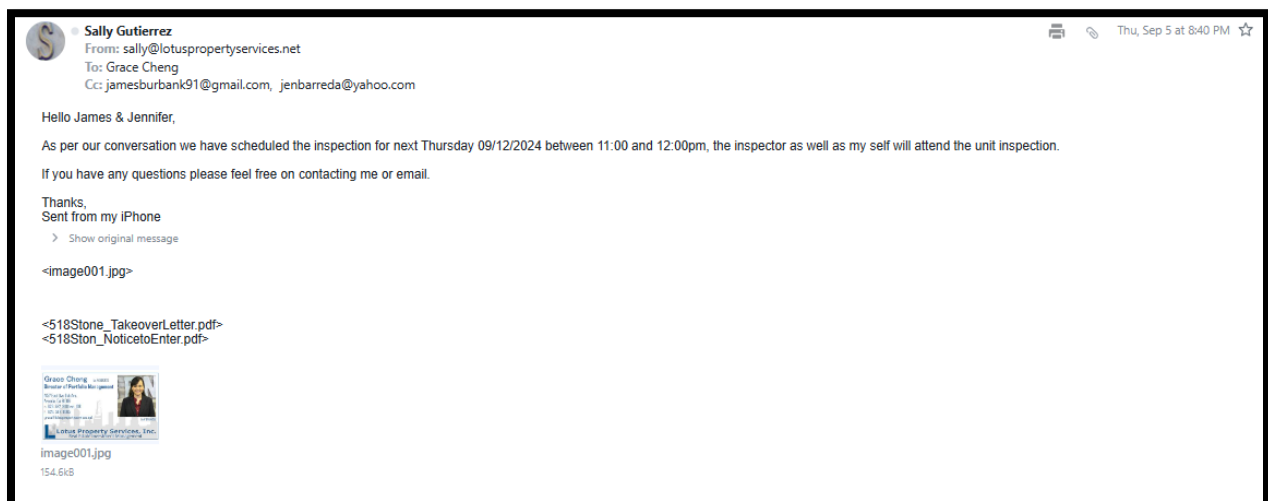 Sally Gutierrez
Thu, Sep 5 at 8:40 PM
From: sally@lotuspropertyservices.net
To: Grace Cheng
Cc: jamesburbank91@gmail.com, jenbarreda@yahoo.com
Hello James & Jennifer,
As per our conversation we have scheduled the inspection for next Thursday 09/12/2024 between 11:00 and 12:00pm, the inspector as well as my self will attend the unit inspection.
If you have any questions please feel free on contacting me or email.
Thanks,
Sent from my iPhone
Show original message
<image001.jpg>
<518Stone_TakeoverLetter.pdf>
<518Ston_NoticetoEnter.pdf>
Grace Cheng
Director of Portfolio Management
Lotus Property Services, Inc.
image001.jpg
154.6kB